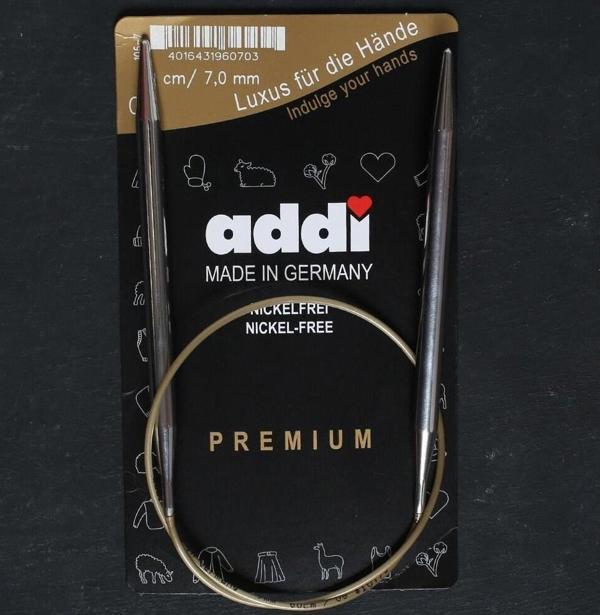 4016431960703
cm/ 7,0 mm
Luxus für die Hände
Indulge your hands
addi
MADE IN GERMANY
NICKELFREI
NICKEL-FREE
PREMIUM